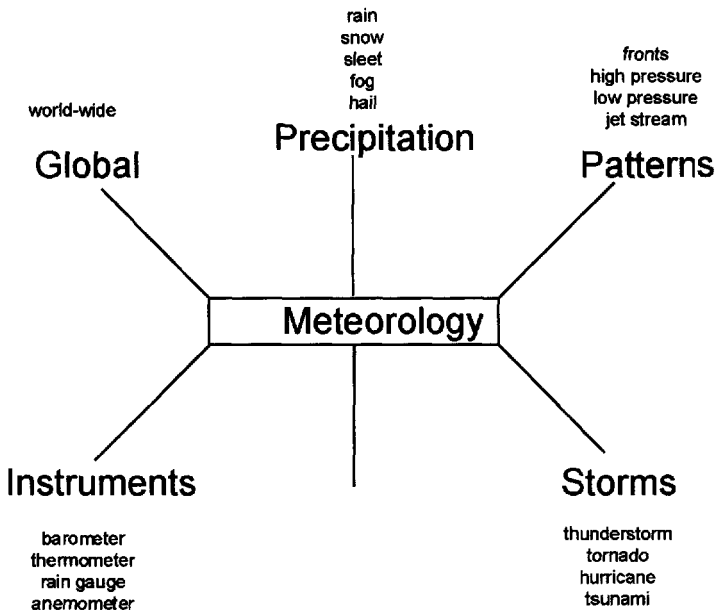 rain
snow
sleet
fog
hail
Precipitation
fronts
high pressure
low pressure
jet stream
Patterns
world-wide
Global
Meteorology
Instruments
barometer
thermometer
rain gauge
anemometer
Storms
thunderstorm
tornado
hurricane
tsunami